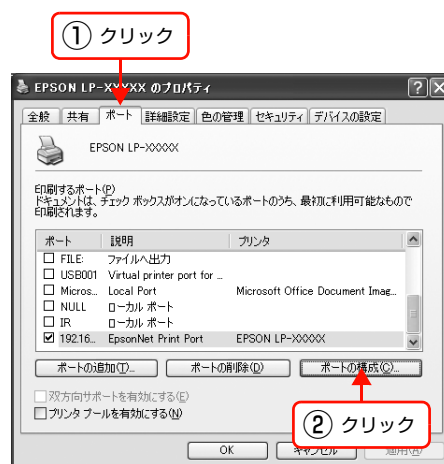 ① クリック
EPSON LP-XXXXX のプロパティ
全般 共有 ポート 詳細設定 色の管理 セキュリティ デバイスの設定
EPSON LP-XXXXX
印刷するポート(P)
ドキュメントは、チェック ボックスがオンになっているポートのうち、最初に利用可能なもので
印刷されます。
ポート 説明 プリンタ
FILE: ファイルへ出力
USB001 Virtual printer port for ...
Micros... Local Port Microsoft Office Document Imag...
NULL ローカル ポート
IR ローカル ポート
192.16... EpsonNet Print Port EPSON LP-XXXXX
ポートの追加(T)... ポートの削除(D) ポートの構成(C)...
双方向サポートを有効にする(E)
プリンタ プールを有効にする(N)
② クリック
OK キャンセル 適用(A)